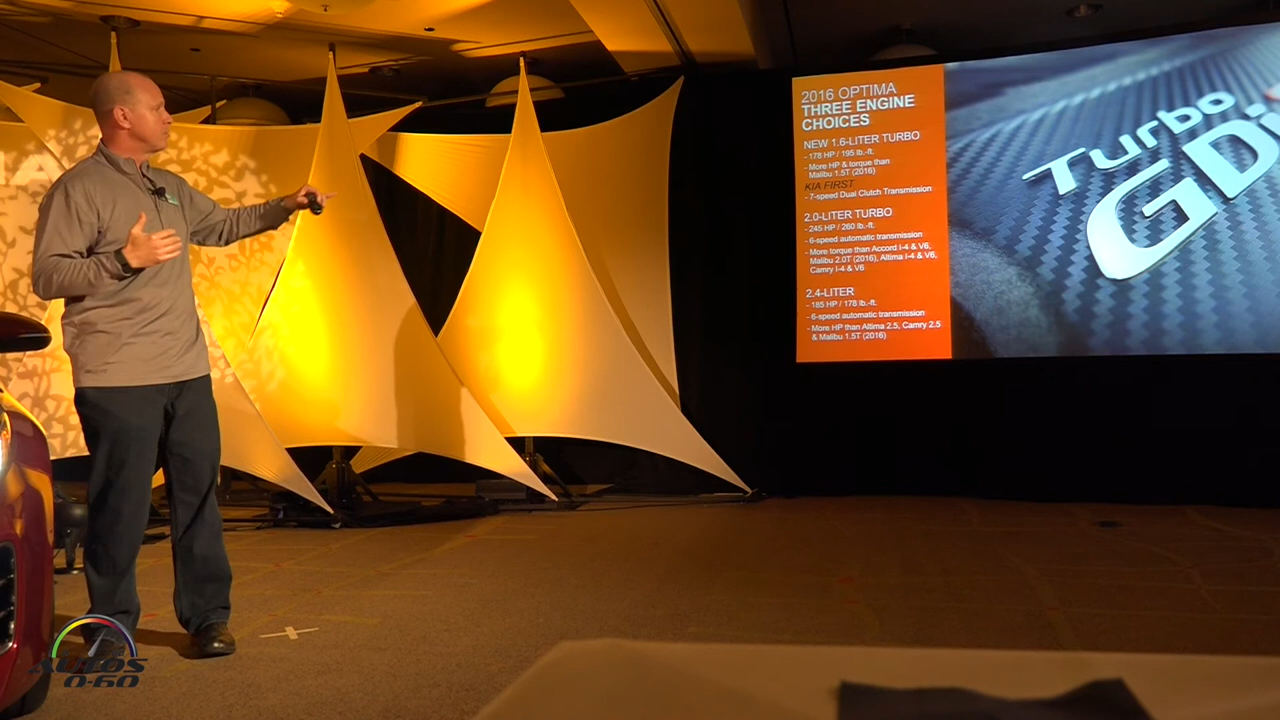 2016 OPTIMA
THREE ENGINE
CHOICES
NEW 1.6-LITER TURBO
- 178 HP / 195 lb.-ft.
- More HP & torque than
Malibu 1.5T (2016)
KIA FIRST
- 7-speed Dual Clutch Transmission
2.0-LITER TURBO
- 245 HP / 260 lb.-ft.
- 6-speed automatic transmission
- More torque than Accord I-4 & V6,
Malibu 2.0T (2016), Altima I-4 & V6,
Camry I-4 & V6
2.4-LITER
- 185 HP / 178 lb.-ft.
- 6-speed automatic transmission
- More HP than Altima 2.5, Camry 2.5
& Malibu 1.5T (2016)
Turbo
GDi
AUTOS
0-60